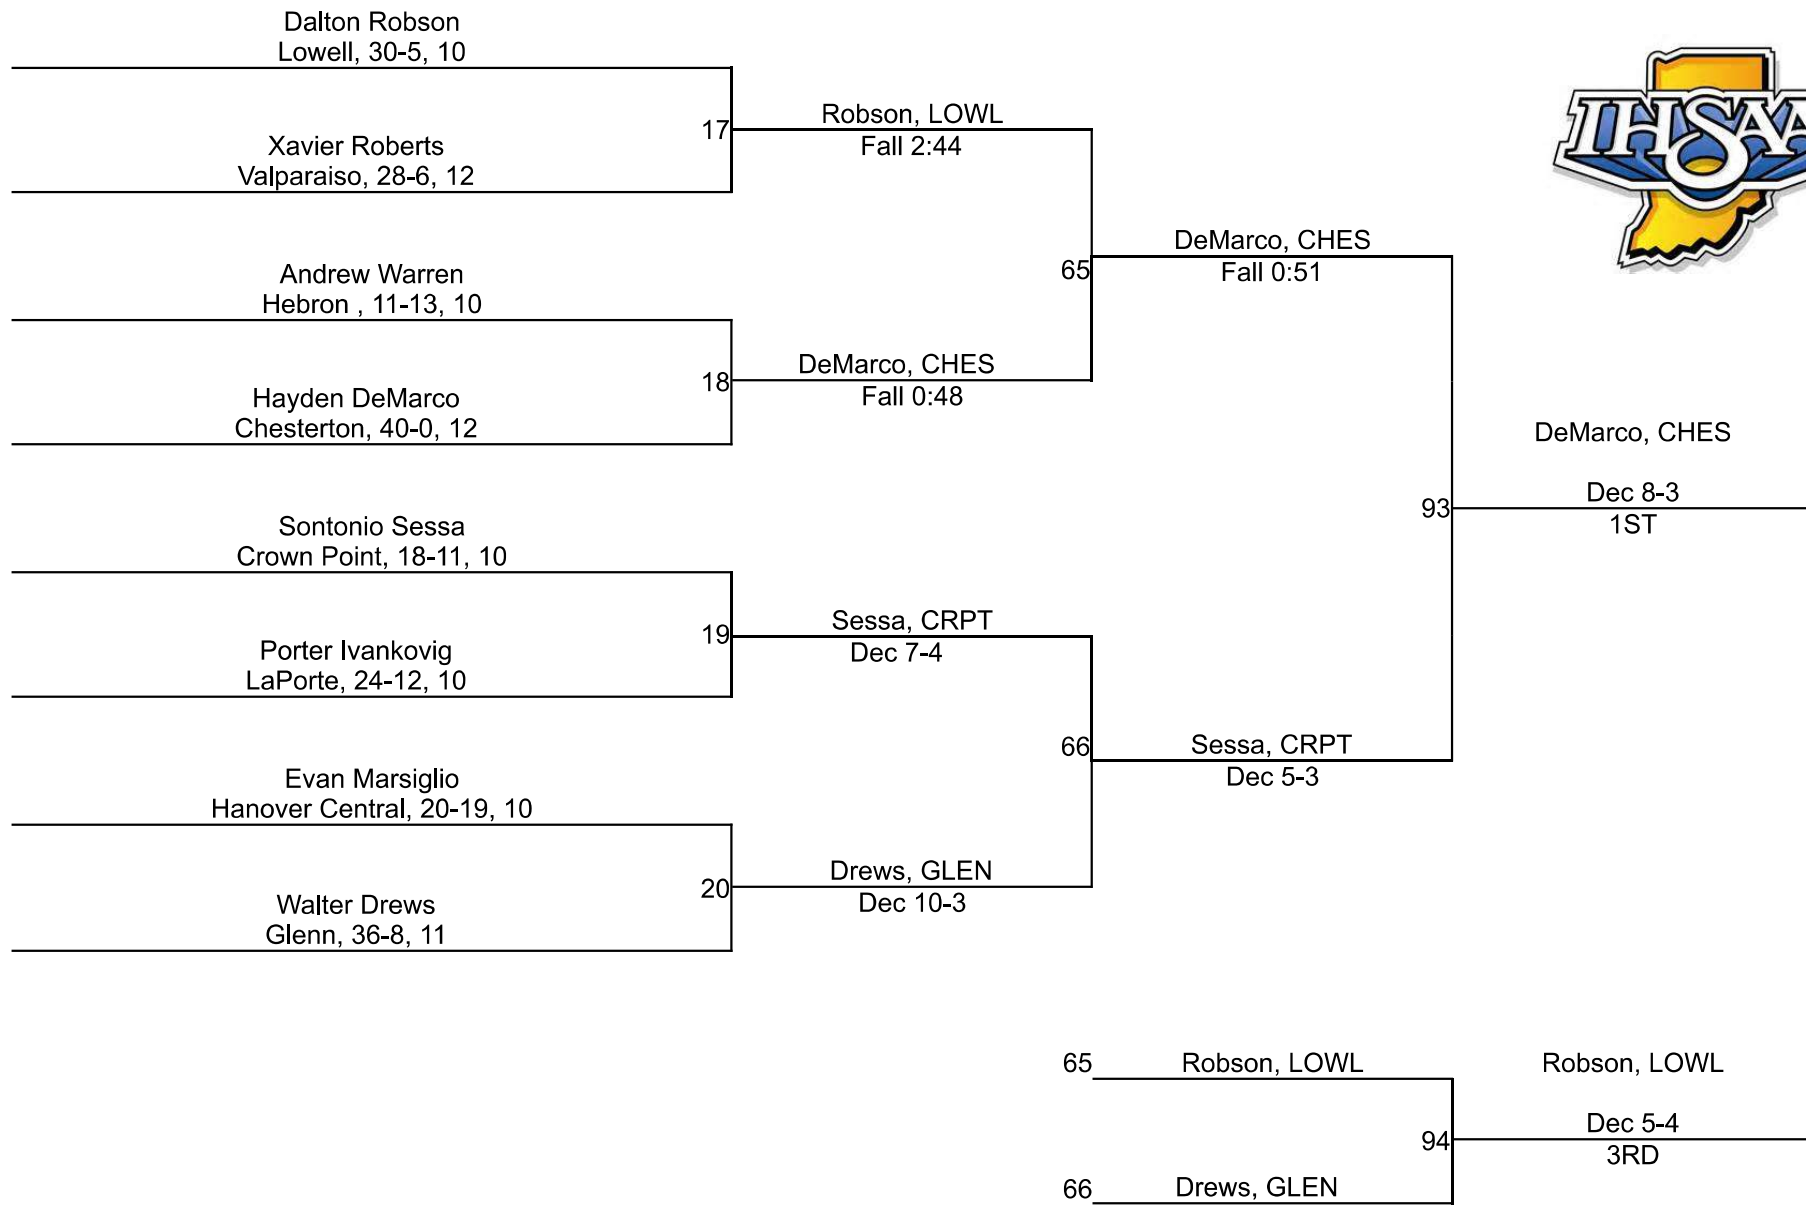 Dalton Robson
Lowell, 30-5, 10
Xavier Roberts
Valparaiso, 28-6, 12
Andrew Warren
Hebron , 11-13, 10
Hayden DeMarco
Chesterton, 40-0, 12
Sontonio Sessa
Crown Point, 18-11, 10
Porter Ivankovig
LaPorte, 24-12, 10
Evan Marsiglio
Hanover Central, 20-19, 10
Walter Drews
Glenn, 36-8, 11
17
Robson, LOWL
Fall 2:44
18
DeMarco, CHES
Fall 0:48
19
Sessa, CRPT
Dec 7-4
20
Drews, GLEN
Dec 10-3
65
DeMarco, CHES
Fall 0:51
66
Sessa, CRPT
Dec 5-3
IHSAA
93
DeMarco, CHES
Dec 8-3
1ST
65
Robson, LOWL
66
Drews, GLEN
94
Robson, LOWL
Dec 5-4
3RD